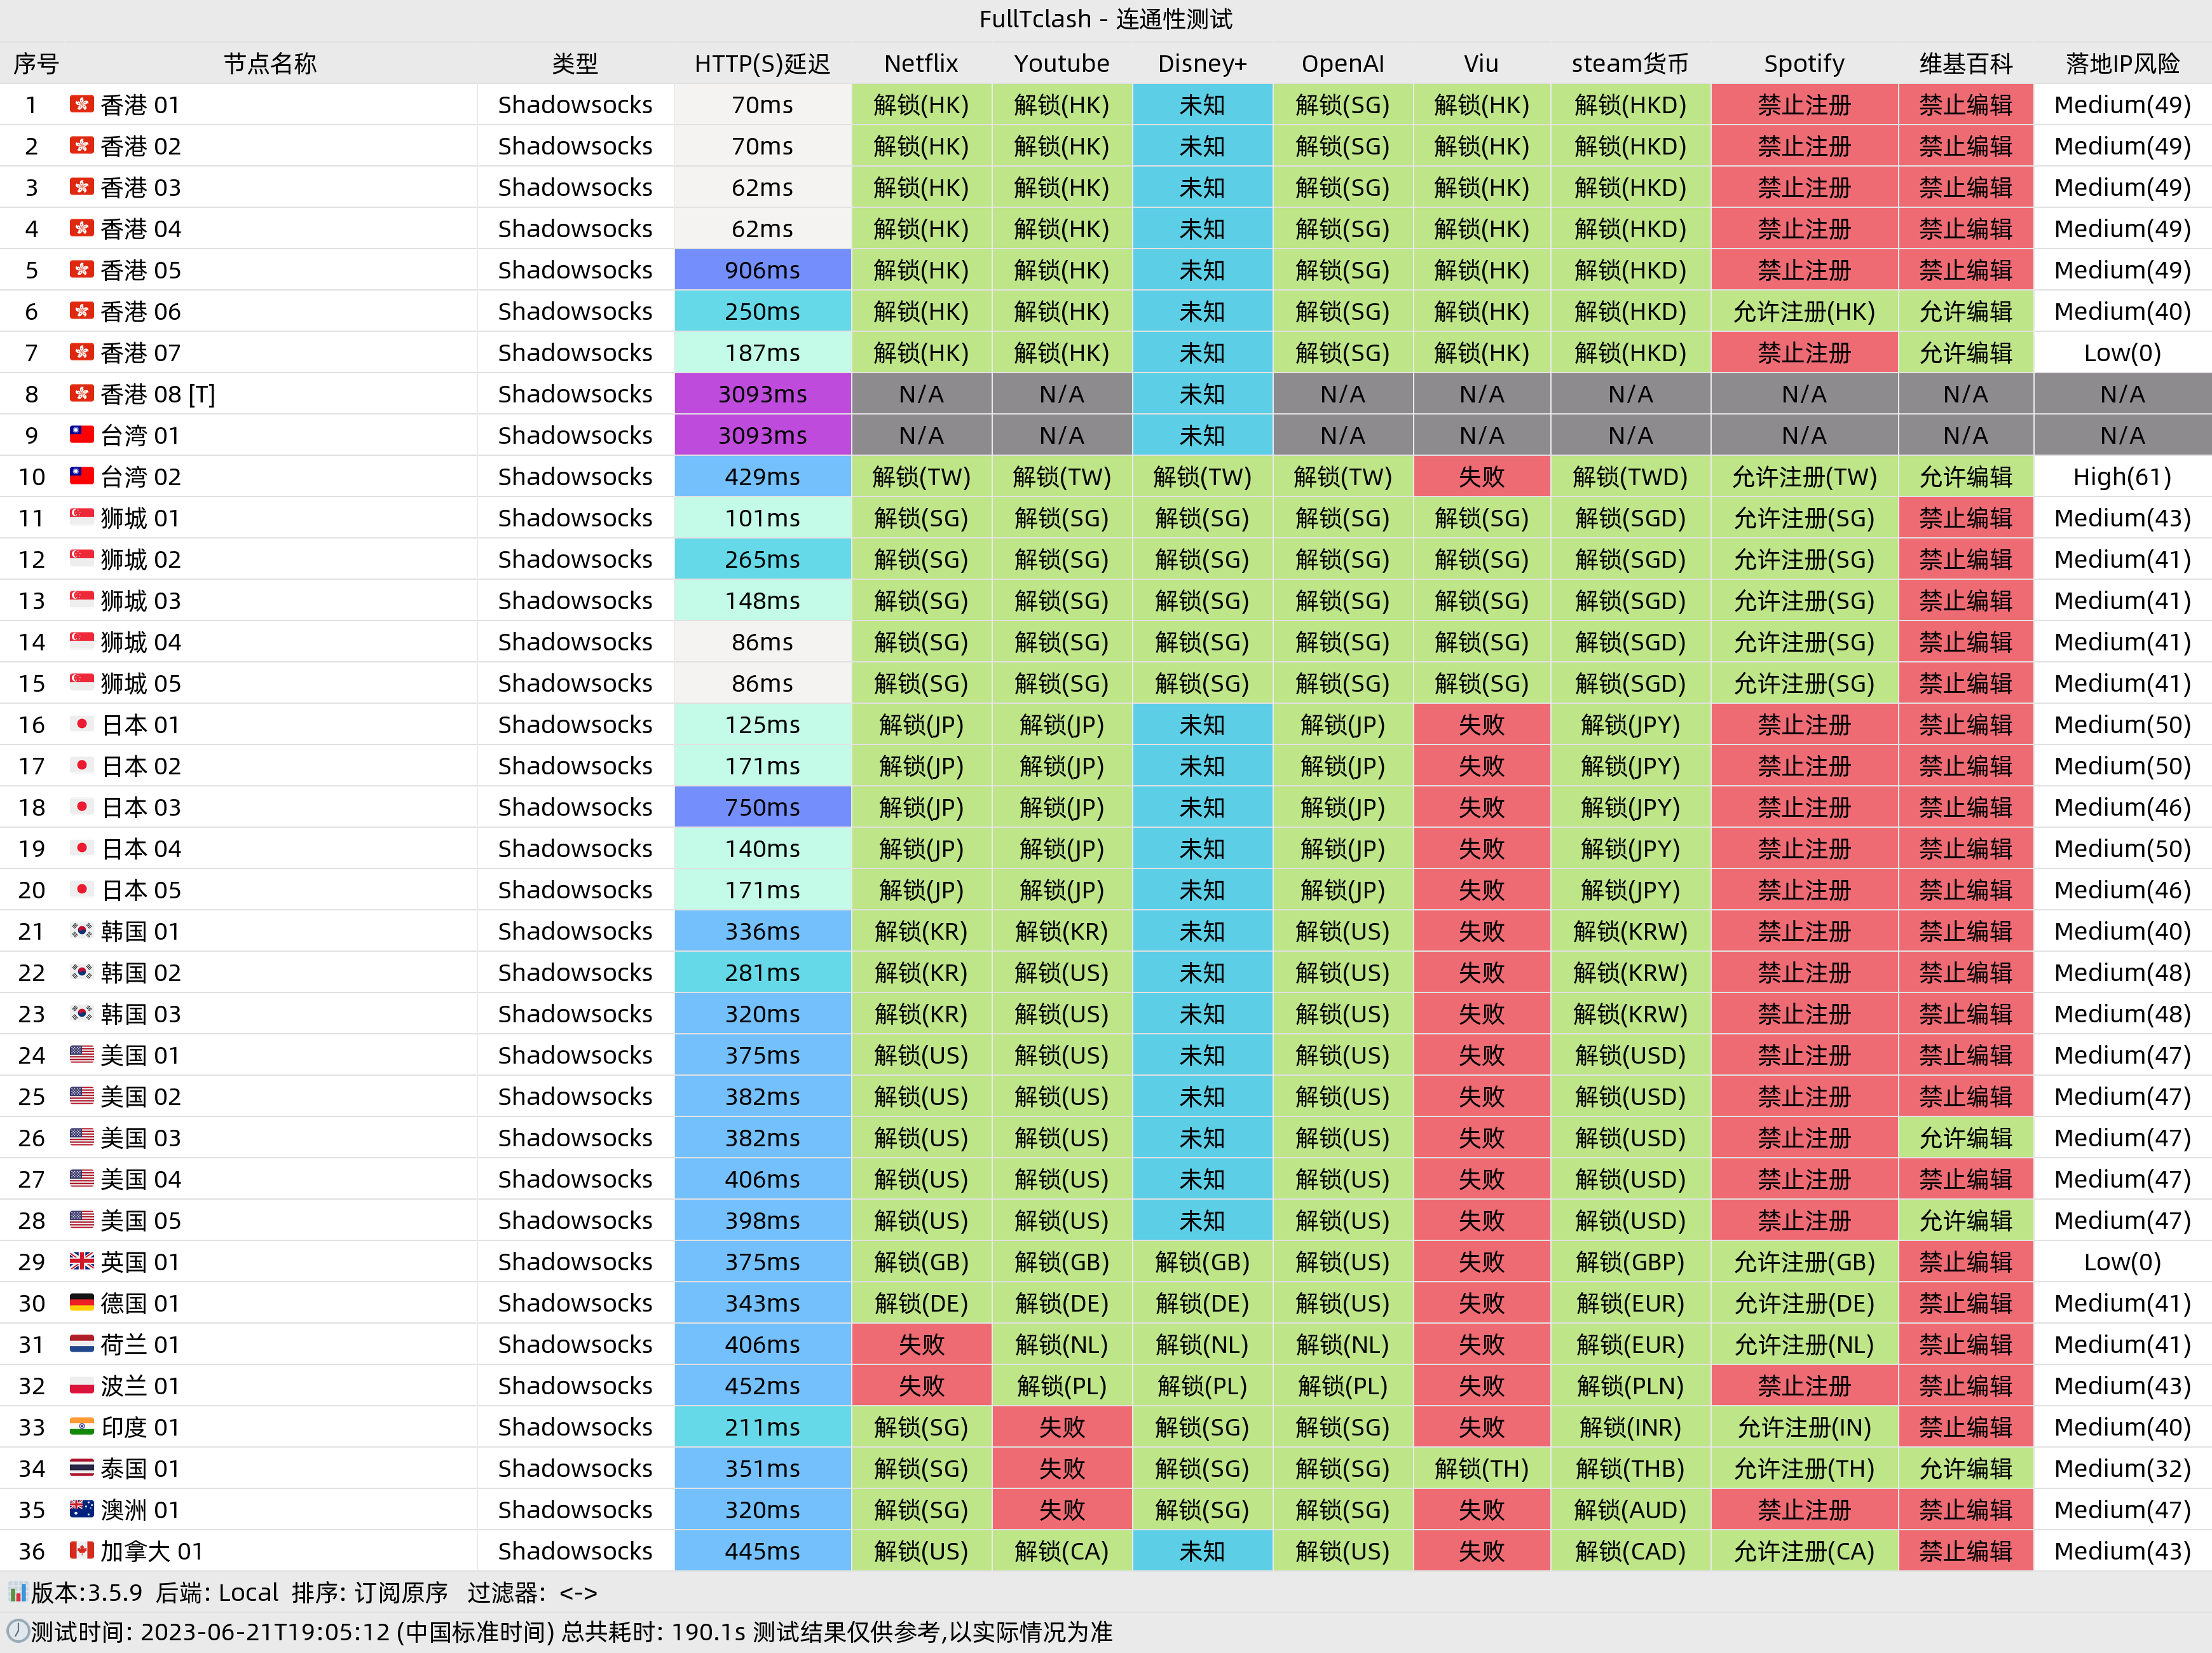 FullTclash - 连通性测试
序号 节点名称 类型 HTTP(S)延迟 Netflix Youtube Disney+ OpenAI Viu steam货币 Spotify 维基百科 落地IP风险
1 香港 01 Shadowsocks 70ms 解锁(HK) 解锁(HK) 未知 解锁(SG) 解锁(HK) 解锁(HKD) 禁止注册 禁止编辑 Medium(49)
2 香港 02 Shadowsocks 70ms 解锁(HK) 解锁(HK) 未知 解锁(SG) 解锁(HK) 解锁(HKD) 禁止注册 禁止编辑 Medium(49)
3 香港 03 Shadowsocks 62ms 解锁(HK) 解锁(HK) 未知 解锁(SG) 解锁(HK) 解锁(HKD) 禁止注册 禁止编辑 Medium(49)
4 香港 04 Shadowsocks 62ms 解锁(HK) 解锁(HK) 未知 解锁(SG) 解锁(HK) 解锁(HKD) 禁止注册 禁止编辑 Medium(49)
5 香港 05 Shadowsocks 906ms 解锁(HK) 解锁(HK) 未知 解锁(SG) 解锁(HK) 解锁(HKD) 禁止注册 禁止编辑 Medium(49)
6 香港 06 Shadowsocks 250ms 解锁(HK) 解锁(HK) 未知 解锁(SG) 解锁(HK) 解锁(HKD) 允许注册(HK) 允许编辑 Medium(40)
7 香港 07 Shadowsocks 187ms 解锁(HK) 解锁(HK) 未知 解锁(SG) 解锁(HK) 解锁(HKD) 禁止注册 允许编辑 Low(0)
8 香港 08 [T] Shadowsocks 3093ms N/A N/A 未知 N/A N/A N/A N/A N/A N/A
9 台湾 01 Shadowsocks 3093ms N/A N/A 未知 N/A N/A N/A N/A N/A N/A
10 台湾 02 Shadowsocks 429ms 解锁(TW) 解锁(TW) 解锁(TW) 解锁(TW) 失败 解锁(TWD) 允许注册(TW) 允许编辑 High(61)
11 狮城 01 Shadowsocks 101ms 解锁(SG) 解锁(SG) 解锁(SG) 解锁(SG) 解锁(SG) 解锁(SGD) 允许注册(SG) 禁止编辑 Medium(43)
12 狮城 02 Shadowsocks 265ms 解锁(SG) 解锁(SG) 解锁(SG) 解锁(SG) 解锁(SG) 解锁(SGD) 允许注册(SG) 禁止编辑 Medium(41)
13 狮城 03 Shadowsocks 148ms 解锁(SG) 解锁(SG) 解锁(SG) 解锁(SG) 解锁(SG) 解锁(SGD) 允许注册(SG) 禁止编辑 Medium(41)
14 狮城 04 Shadowsocks 86ms 解锁(SG) 解锁(SG) 解锁(SG) 解锁(SG) 解锁(SG) 解锁(SGD) 允许注册(SG) 禁止编辑 Medium(41)
15 狮城 05 Shadowsocks 86ms 解锁(SG) 解锁(SG) 解锁(SG) 解锁(SG) 解锁(SG) 解锁(SGD) 允许注册(SG) 禁止编辑 Medium(41)
16 日本 01 Shadowsocks 125ms 解锁(JP) 解锁(JP) 未知 解锁(JP) 失败 解锁(JPY) 禁止注册 禁止编辑 Medium(50)
17 日本 02 Shadowsocks 171ms 解锁(JP) 解锁(JP) 未知 解锁(JP) 失败 解锁(JPY) 禁止注册 禁止编辑 Medium(50)
18 日本 03 Shadowsocks 750ms 解锁(JP) 解锁(JP) 未知 解锁(JP) 失败 解锁(JPY) 禁止注册 禁止编辑 Medium(46)
19 日本 04 Shadowsocks 140ms 解锁(JP) 解锁(JP) 未知 解锁(JP) 失败 解锁(JPY) 禁止注册 禁止编辑 Medium(50)
20 日本 05 Shadowsocks 171ms 解锁(JP) 解锁(JP) 未知 解锁(JP) 失败 解锁(JPY) 禁止注册 禁止编辑 Medium(46)
21 韩国 01 Shadowsocks 336ms 解锁(KR) 解锁(KR) 未知 解锁(US) 失败 解锁(KRW) 禁止注册 禁止编辑 Medium(40)
22 韩国 02 Shadowsocks 281ms 解锁(KR) 解锁(US) 未知 解锁(US) 失败 解锁(KRW) 禁止注册 禁止编辑 Medium(48)
23 韩国 03 Shadowsocks 320ms 解锁(KR) 解锁(US) 未知 解锁(US) 失败 解锁(KRW) 禁止注册 禁止编辑 Medium(48)
24 美国 01 Shadowsocks 375ms 解锁(US) 解锁(US) 未知 解锁(US) 失败 解锁(USD) 禁止注册 禁止编辑 Medium(47)
25 美国 02 Shadowsocks 382ms 解锁(US) 解锁(US) 未知 解锁(US) 失败 解锁(USD) 禁止注册 禁止编辑 Medium(47)
26 美国 03 Shadowsocks 382ms 解锁(US) 解锁(US) 未知 解锁(US) 失败 解锁(USD) 禁止注册 允许编辑 Medium(47)
27 美国 04 Shadowsocks 406ms 解锁(US) 解锁(US) 未知 解锁(US) 失败 解锁(USD) 禁止注册 禁止编辑 Medium(47)
28 美国 05 Shadowsocks 398ms 解锁(US) 解锁(US) 未知 解锁(US) 失败 解锁(USD) 禁止注册 允许编辑 Medium(47)
29 英国 01 Shadowsocks 375ms 解锁(GB) 解锁(GB) 解锁(GB) 解锁(US) 失败 解锁(GBP) 允许注册(GB) 禁止编辑 Low(0)
30 德国 01 Shadowsocks 343ms 解锁(DE) 解锁(DE) 解锁(DE) 解锁(US) 失败 解锁(EUR) 允许注册(DE) 禁止编辑 Medium(41)
31 荷兰 01 Shadowsocks 406ms 失败 解锁(NL) 解锁(NL) 解锁(NL) 失败 解锁(EUR) 允许注册(NL) 禁止编辑 Medium(41)
32 波兰 01 Shadowsocks 452ms 失败 解锁(PL) 解锁(PL) 解锁(PL) 失败 解锁(PLN) 禁止注册 禁止编辑 Medium(43)
33 印度 01 Shadowsocks 211ms 解锁(SG) 失败 解锁(SG) 解锁(SG) 失败 解锁(INR) 允许注册(IN) 禁止编辑 Medium(40)
34 泰国 01 Shadowsocks 351ms 解锁(SG) 失败 解锁(SG) 解锁(SG) 解锁(TH) 解锁(THB) 允许注册(TH) 允许编辑 Medium(32)
35 澳洲 01 Shadowsocks 320ms 解锁(SG) 失败 解锁(SG) 解锁(SG) 失败 解锁(AUD) 禁止注册 禁止编辑 Medium(47)
36 加拿大 01 Shadowsocks 445ms 解锁(US) 解锁(CA) 未知 解锁(US) 失败 解锁(CAD) 允许注册(CA) 禁止编辑 Medium(43)
版本:3.5.9 后端: Local 排序: 订阅原序 过滤器: <->
测试时间: 2023-06-21T19:05:12 (中国标准时间) 总共耗时: 190.1s 测试结果仅供参考,以实际情况为准